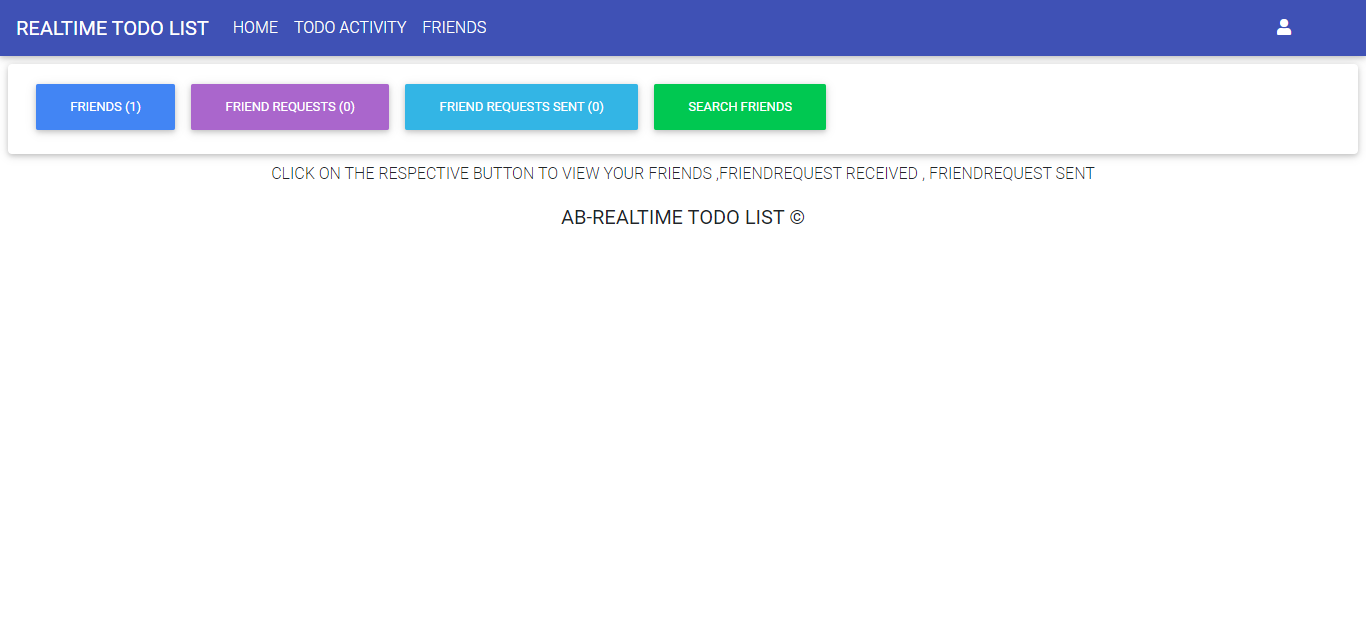 REALTIME TODO LIST HOME TODO ACTIVITY FRIENDS
FRIENDS (1) FRIEND REQUESTS (0) FRIEND REQUESTS SENT (0) SEARCH FRIENDS
CLICK ON THE RESPECTIVE BUTTON TO VIEW YOUR FRIENDS ,FRIENDREQUEST RECEIVED , FRIENDREQUEST SENT
AB-REALTIME TODO LIST ©